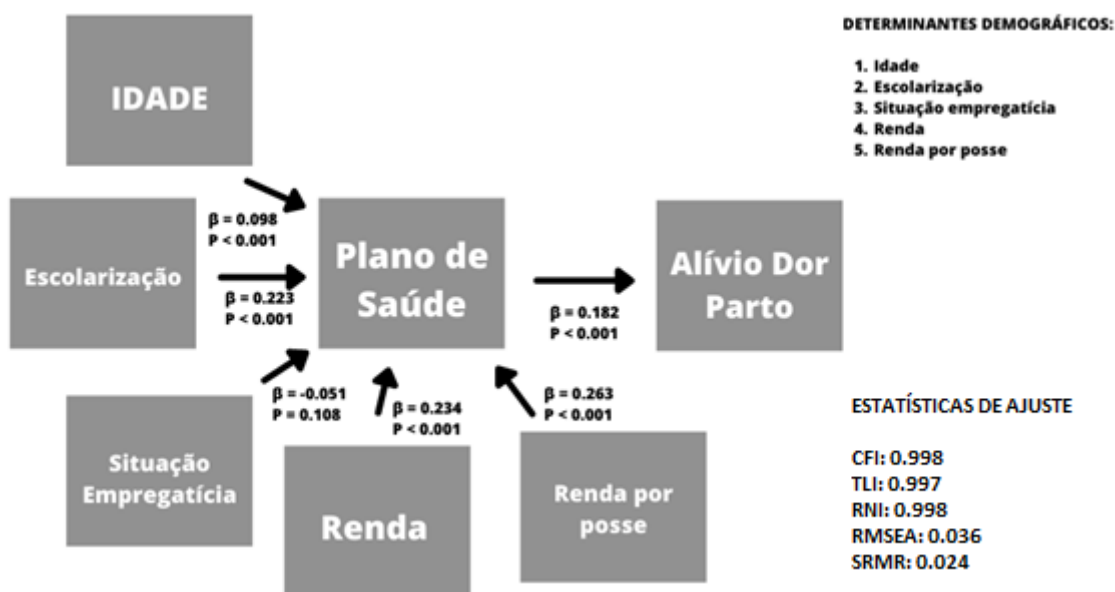 DETERMINANTES DEMOGRÁFICOS:
1. Idade
2. Escolarização
3. Situação empregatícia
4. Renda
5. Renda por posse
IDADE
β = 0.098
P < 0.001
Escolarização
β = 0.223
P < 0.001
Plano de
Saúde
β = 0.182
P < 0.001
Alívio Dor
Parto
β = -0.051
P = 0.108
Situação
Empregatícia
β = 0.234
P < 0.001
Renda
β = 0.263
P < 0.001
Renda por
posse
ESTATÍSTICAS DE AJUSTE
CFI: 0.998
TLI: 0.997
RNI: 0.998
RMSEA: 0.036
SRMR: 0.024